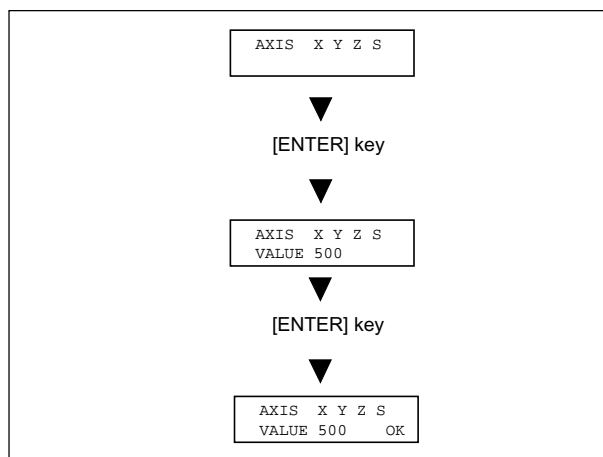 AXIS X Y Z S
[ENTER] key
AXIS X Y Z S
VALUE 500
[ENTER] key
AXIS X Y Z S
VALUE 500 OK